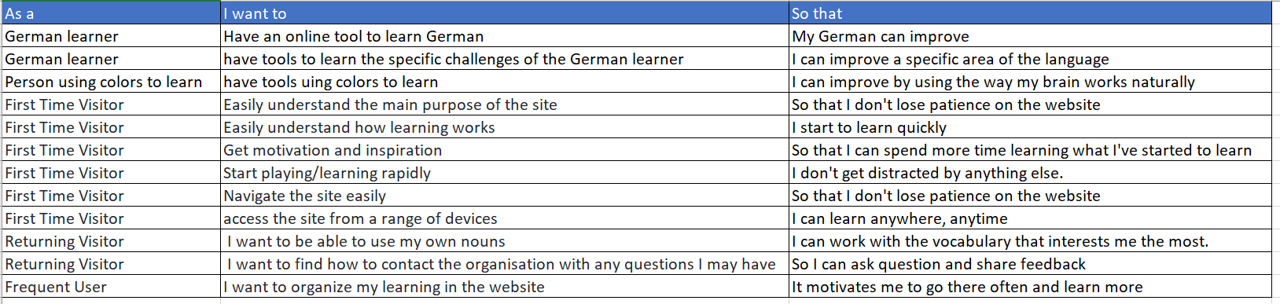 As a I want to So that
German learner Have an online tool to learn German My German can improve
German learner have tools to learn the specific challenges of the German learner I can improve a specific area of the language
Person using colors to learn have tools uing colors to learn I can improve by using the way my brain works naturally
First Time Visitor Easily understand the main purpose of the site So that I don't lose patience on the website
First Time Visitor Easily understand how learning works I start to learn quickly
First Time Visitor Get motivation and inspiration So that I can spend more time learning what I've started to learn
First Time Visitor Start playing/learning rapidly I don't get distracted by anything else.
First Time Visitor Navigate the site easily So that I don't lose patience on the website
First Time Visitor access the site from a range of devices I can learn anywhere, anytime
Returning Visitor I want to be able to use my own nouns I can work with the vocabulary that interests me the most.
Returning Visitor I want to find how to contact the organisation with any questions I may have So I can ask question and share feedback
Frequent User I want to organize my learning in the website It motivates me to go there often and learn more